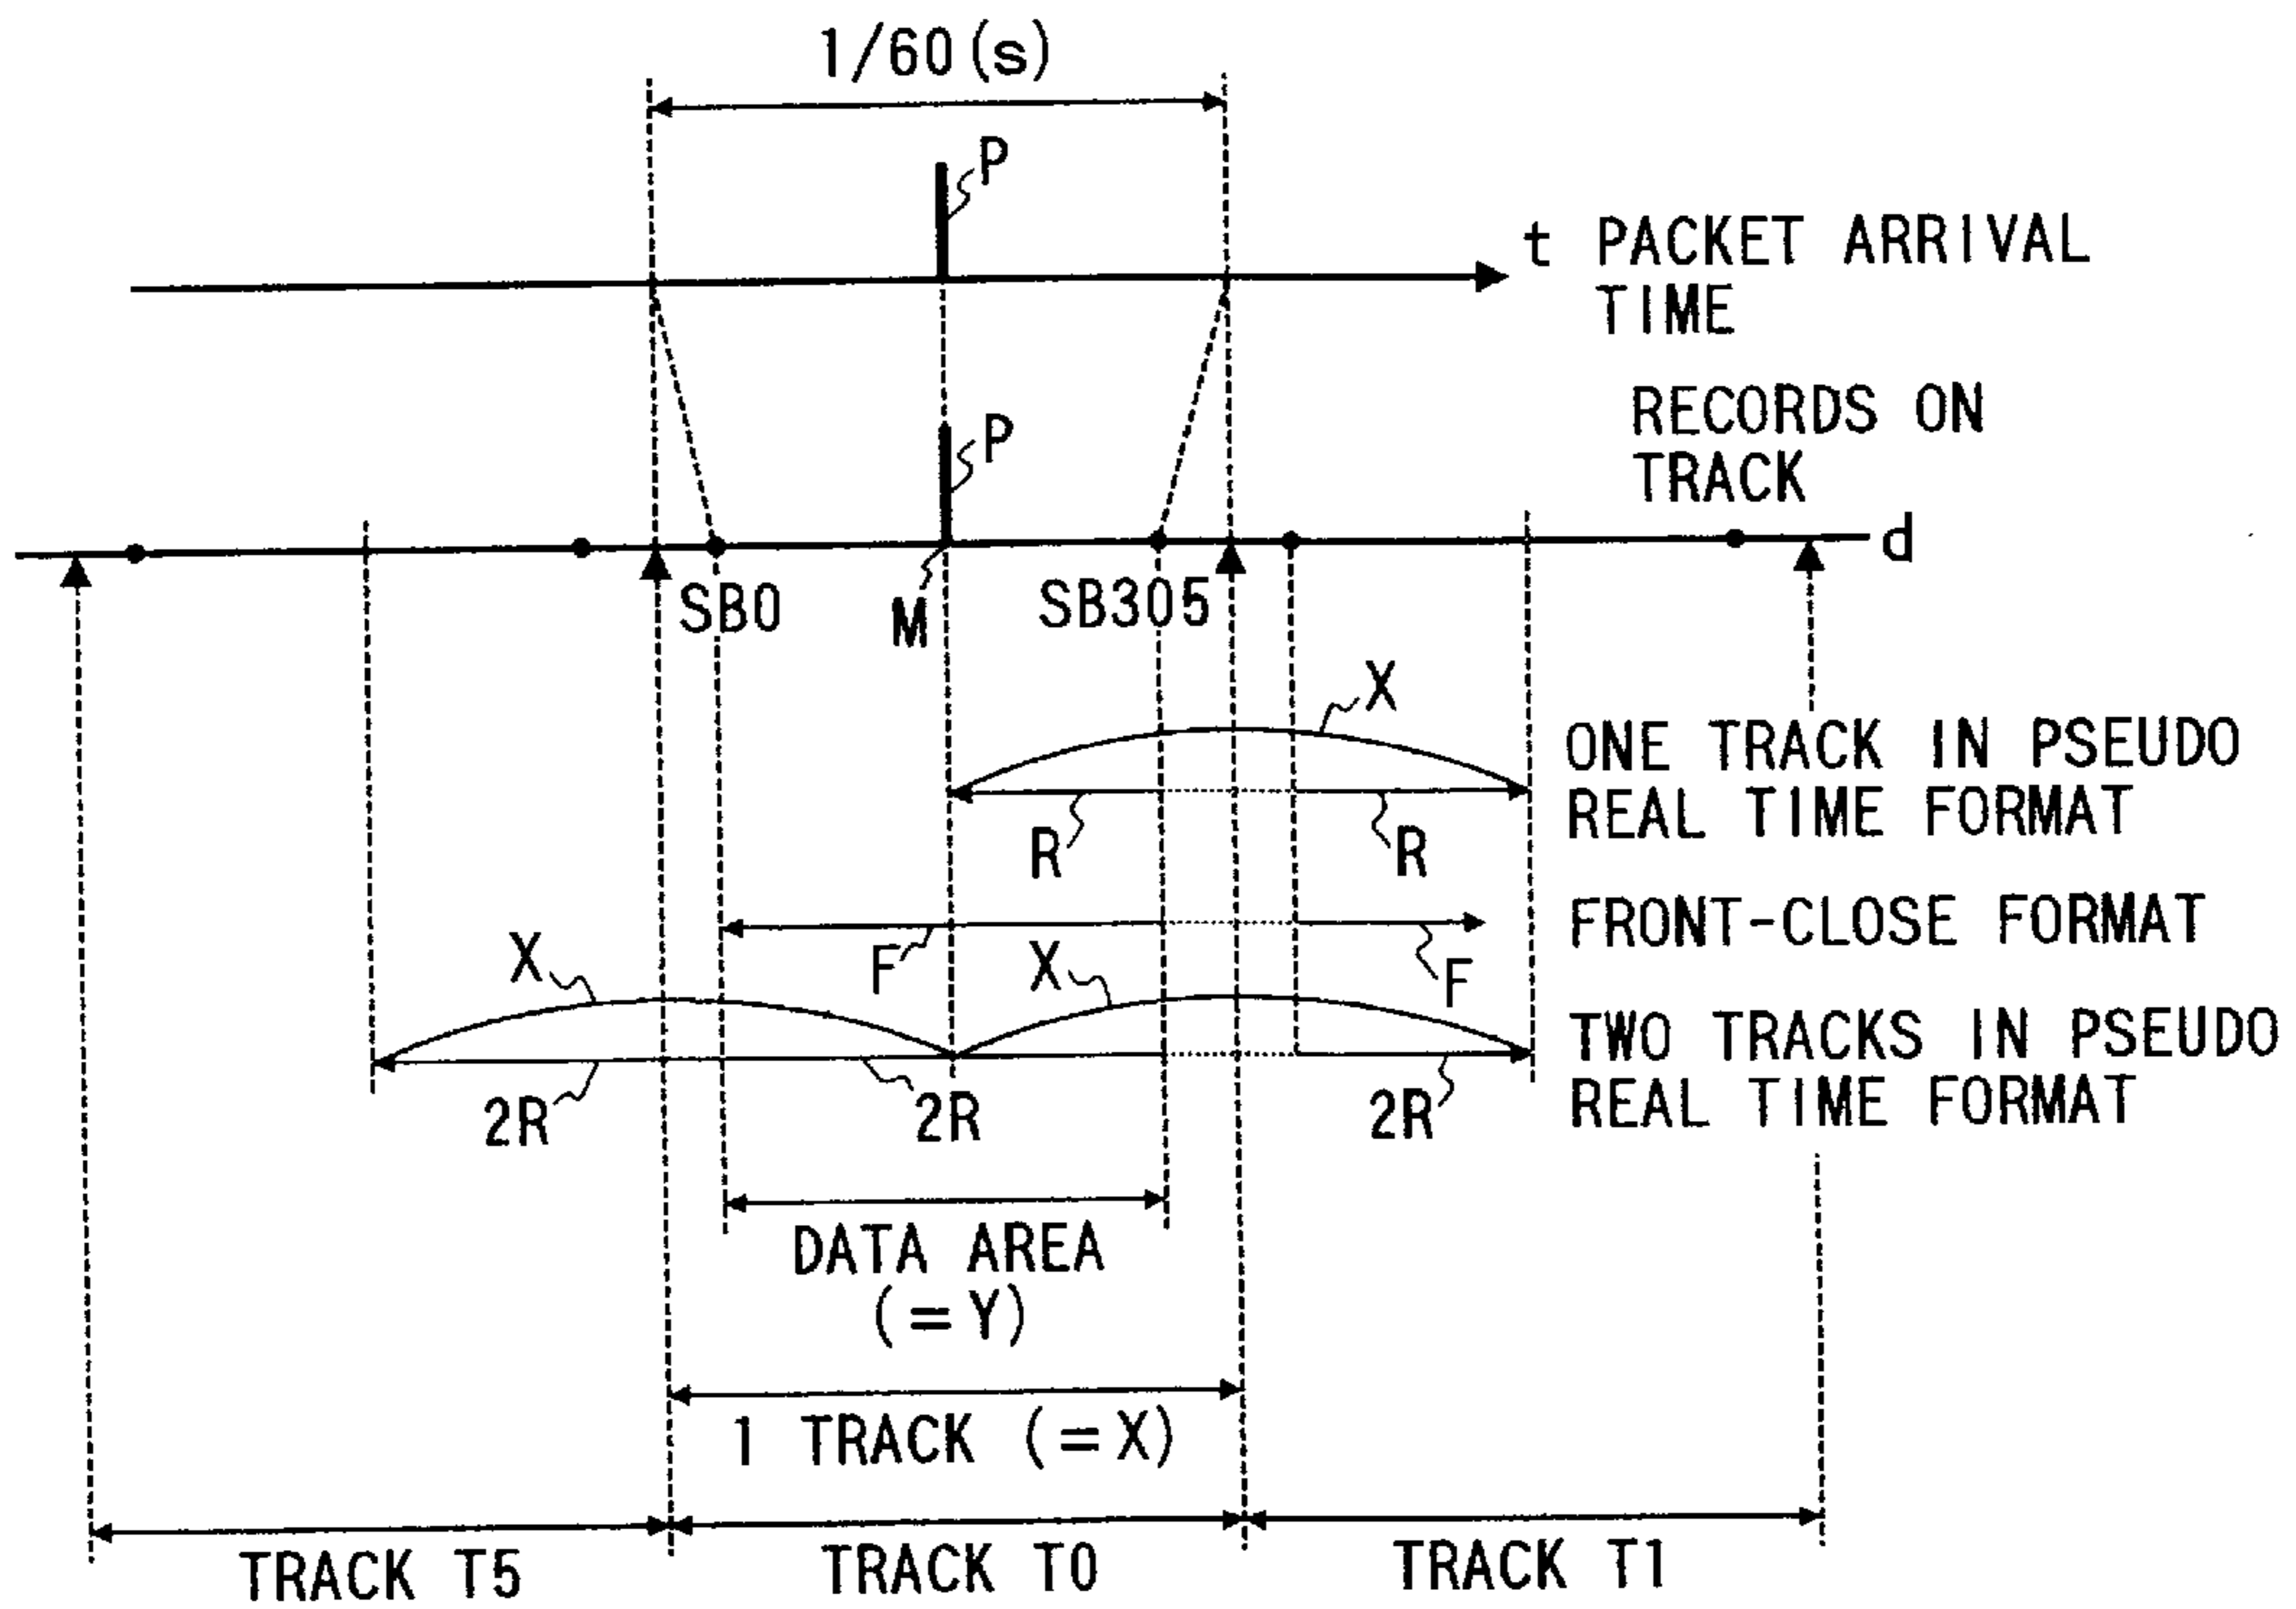 1/60(s)
P
t PACKET ARRIVAL
TIME
RECORDS ON
TRACK
P
d
SB0
M
SB305
X
ONE TRACK IN PSEUDO
REAL TIME FORMAT
R
R
FRONT-CLOSE FORMAT
X
F
X
F
TWO TRACKS IN PSEUDO
REAL TIME FORMAT
2R
2R
2R
DATA AREA
(=Y)
1 TRACK (=X)
TRACK T5
TRACK T0
TRACK T1